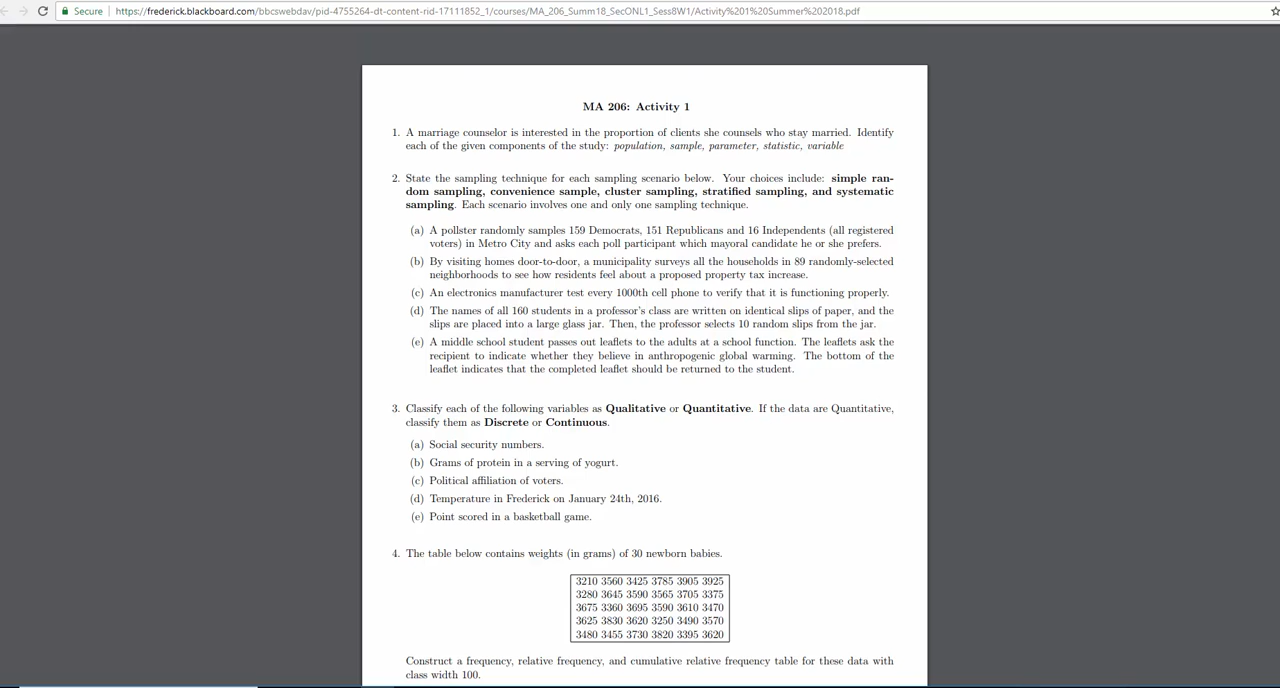 Secure | https://frederick.blackboard.com/bbcswebdav/pid-4755264-dt-content-rid-17111852_1/courses/MA_206_Summ18_SecONL1_Sess8W1/Activity%201%20Summer%202018.pdf
MA 206: Activity 1
1. A marriage counselor is interested in the proportion of clients she counsels who stay married. Identify
each of the given components of the study: population, sample, parameter, statistic, variable
2. State the sampling technique for each sampling scenario below. Your choices include: simple ran-
dom sampling, convenience sample, cluster sampling, stratified sampling, and systematic
sampling. Each scenario involves one and only one sampling technique.
(a) A pollster randomly samples 159 Democrats, 151 Republicans and 16 Independents (all registered
voters) in Metro City and asks each poll participant which mayoral candidate he or she prefers.
(b) By visiting homes door-to-door, a municipality surveys all the households in 89 randomly-selected
neighborhoods to see how residents feel about a proposed property tax increase.
(c) An electronics manufacturer test every 1000th cell phone to verify that it is functioning properly.
(d) The names of all 160 students in a professor's class are written on identical slips of paper, and the
slips are placed into a large glass jar. Then, the professor selects 10 random slips from the jar.
(e) A middle school student passes out leaflets to the adults at a school function. The leaflets ask the
recipient to indicate whether they believe in anthropogenic global warming. The bottom of the
leaflet indicates that the completed leaflet should be returned to the student.
3. Classify each of the following variables as Qualitative or Quantitative. If the data are Quantitative,
classify them as Discrete or Continuous.
(a) Social security numbers.
(b) Grams of protein in a serving of yogurt.
(c) Political affiliation of voters.
(d) Temperature in Frederick on January 24th, 2016.
(e) Point scored in a basketball game.
4. The table below contains weights (in grams) of 30 newborn babies.
3210 3560 3425 3785 3905 3925
3280 3645 3590 3565 3705 3375
3675 3360 3695 3590 3610 3470
3625 3830 3620 3250 3490 3570
3480 3455 3730 3820 3395 3620
Construct a frequency, relative frequency, and cumulative relative frequency table for these data with
class width 100.